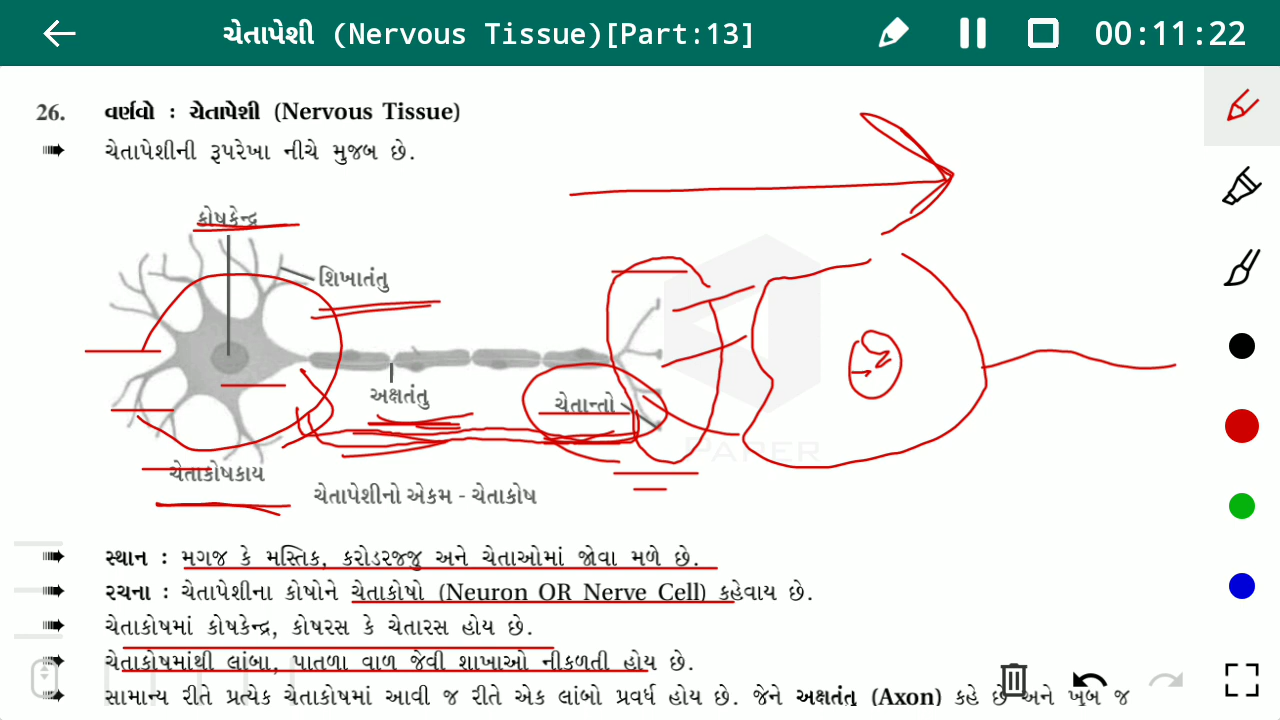 ચેતાપેશી (Nervous Tissue)[Part:13]
00:11:22
26. વર્ણવો : ચેતાપેશી (Nervous Tissue)
ચેતાપેશીની રૂપરેખા નીચે મુજબ છે.
કોષકેન્દ્ર
શિખાતંતુ
અક્ષતંતુ
ચેતાન્તો
ચેતાકોષકાય
ચેતાપેશીનો એકમ - ચેતાકોષ
PAPER
સ્થાન : મગજ કે મસ્તિક, કરોડરજ્જુ અને ચેતાઓમાં જોવા મળે છે.
રચના : ચેતાપેશીના કોષોને ચેતાકોષો (Neuron OR Nerve Cell) કહેવાય છે.
ચેતાકોષમાં કોષકેન્દ્ર, કોષરસ કે ચેતારસ હોય છે.
ચેતાકોષમાંથી લાંબા, પાતળા વાળ જેવી શાખાઓ નીકળતી હોય છે.
સામાન્ય રીતે પ્રત્યેક ચેતાકોષમાં આવી જ રીતે એક લાંબો પ્રવર્ધ હોય છે. જેને અક્ષતંતુ (Axon) કહે છે અને ખુબ જ